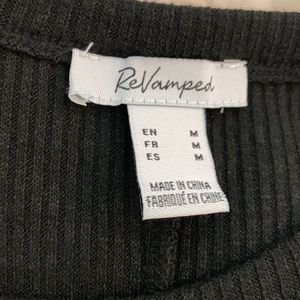 ReVamped
EN M
FR M
ES M
MADE IN CHINA
FABRIQUÉ EN CHINE